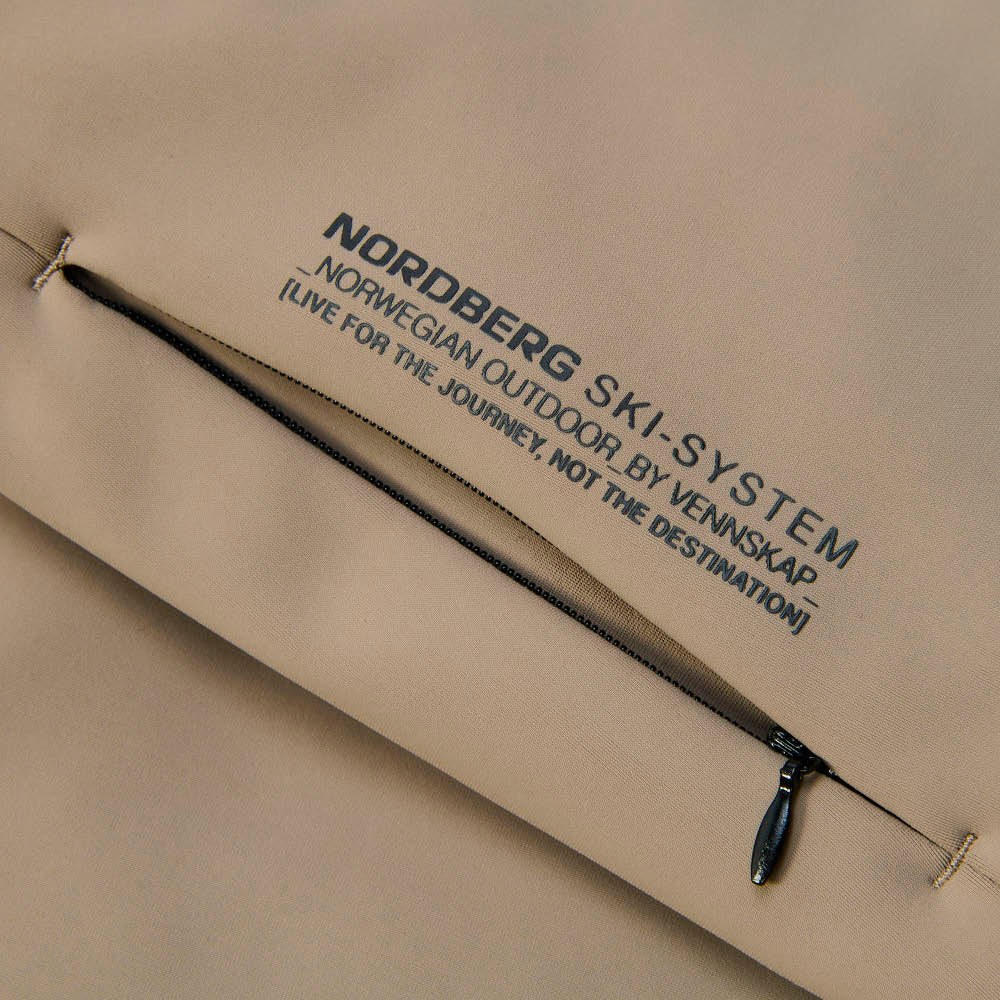 NORDBERG SKI-SYSTEM
_NORWEGIAN OUTDOOR_BY VENNSKAP_
[LIVE FOR THE JOURNEY, NOT THE DESTINATION]